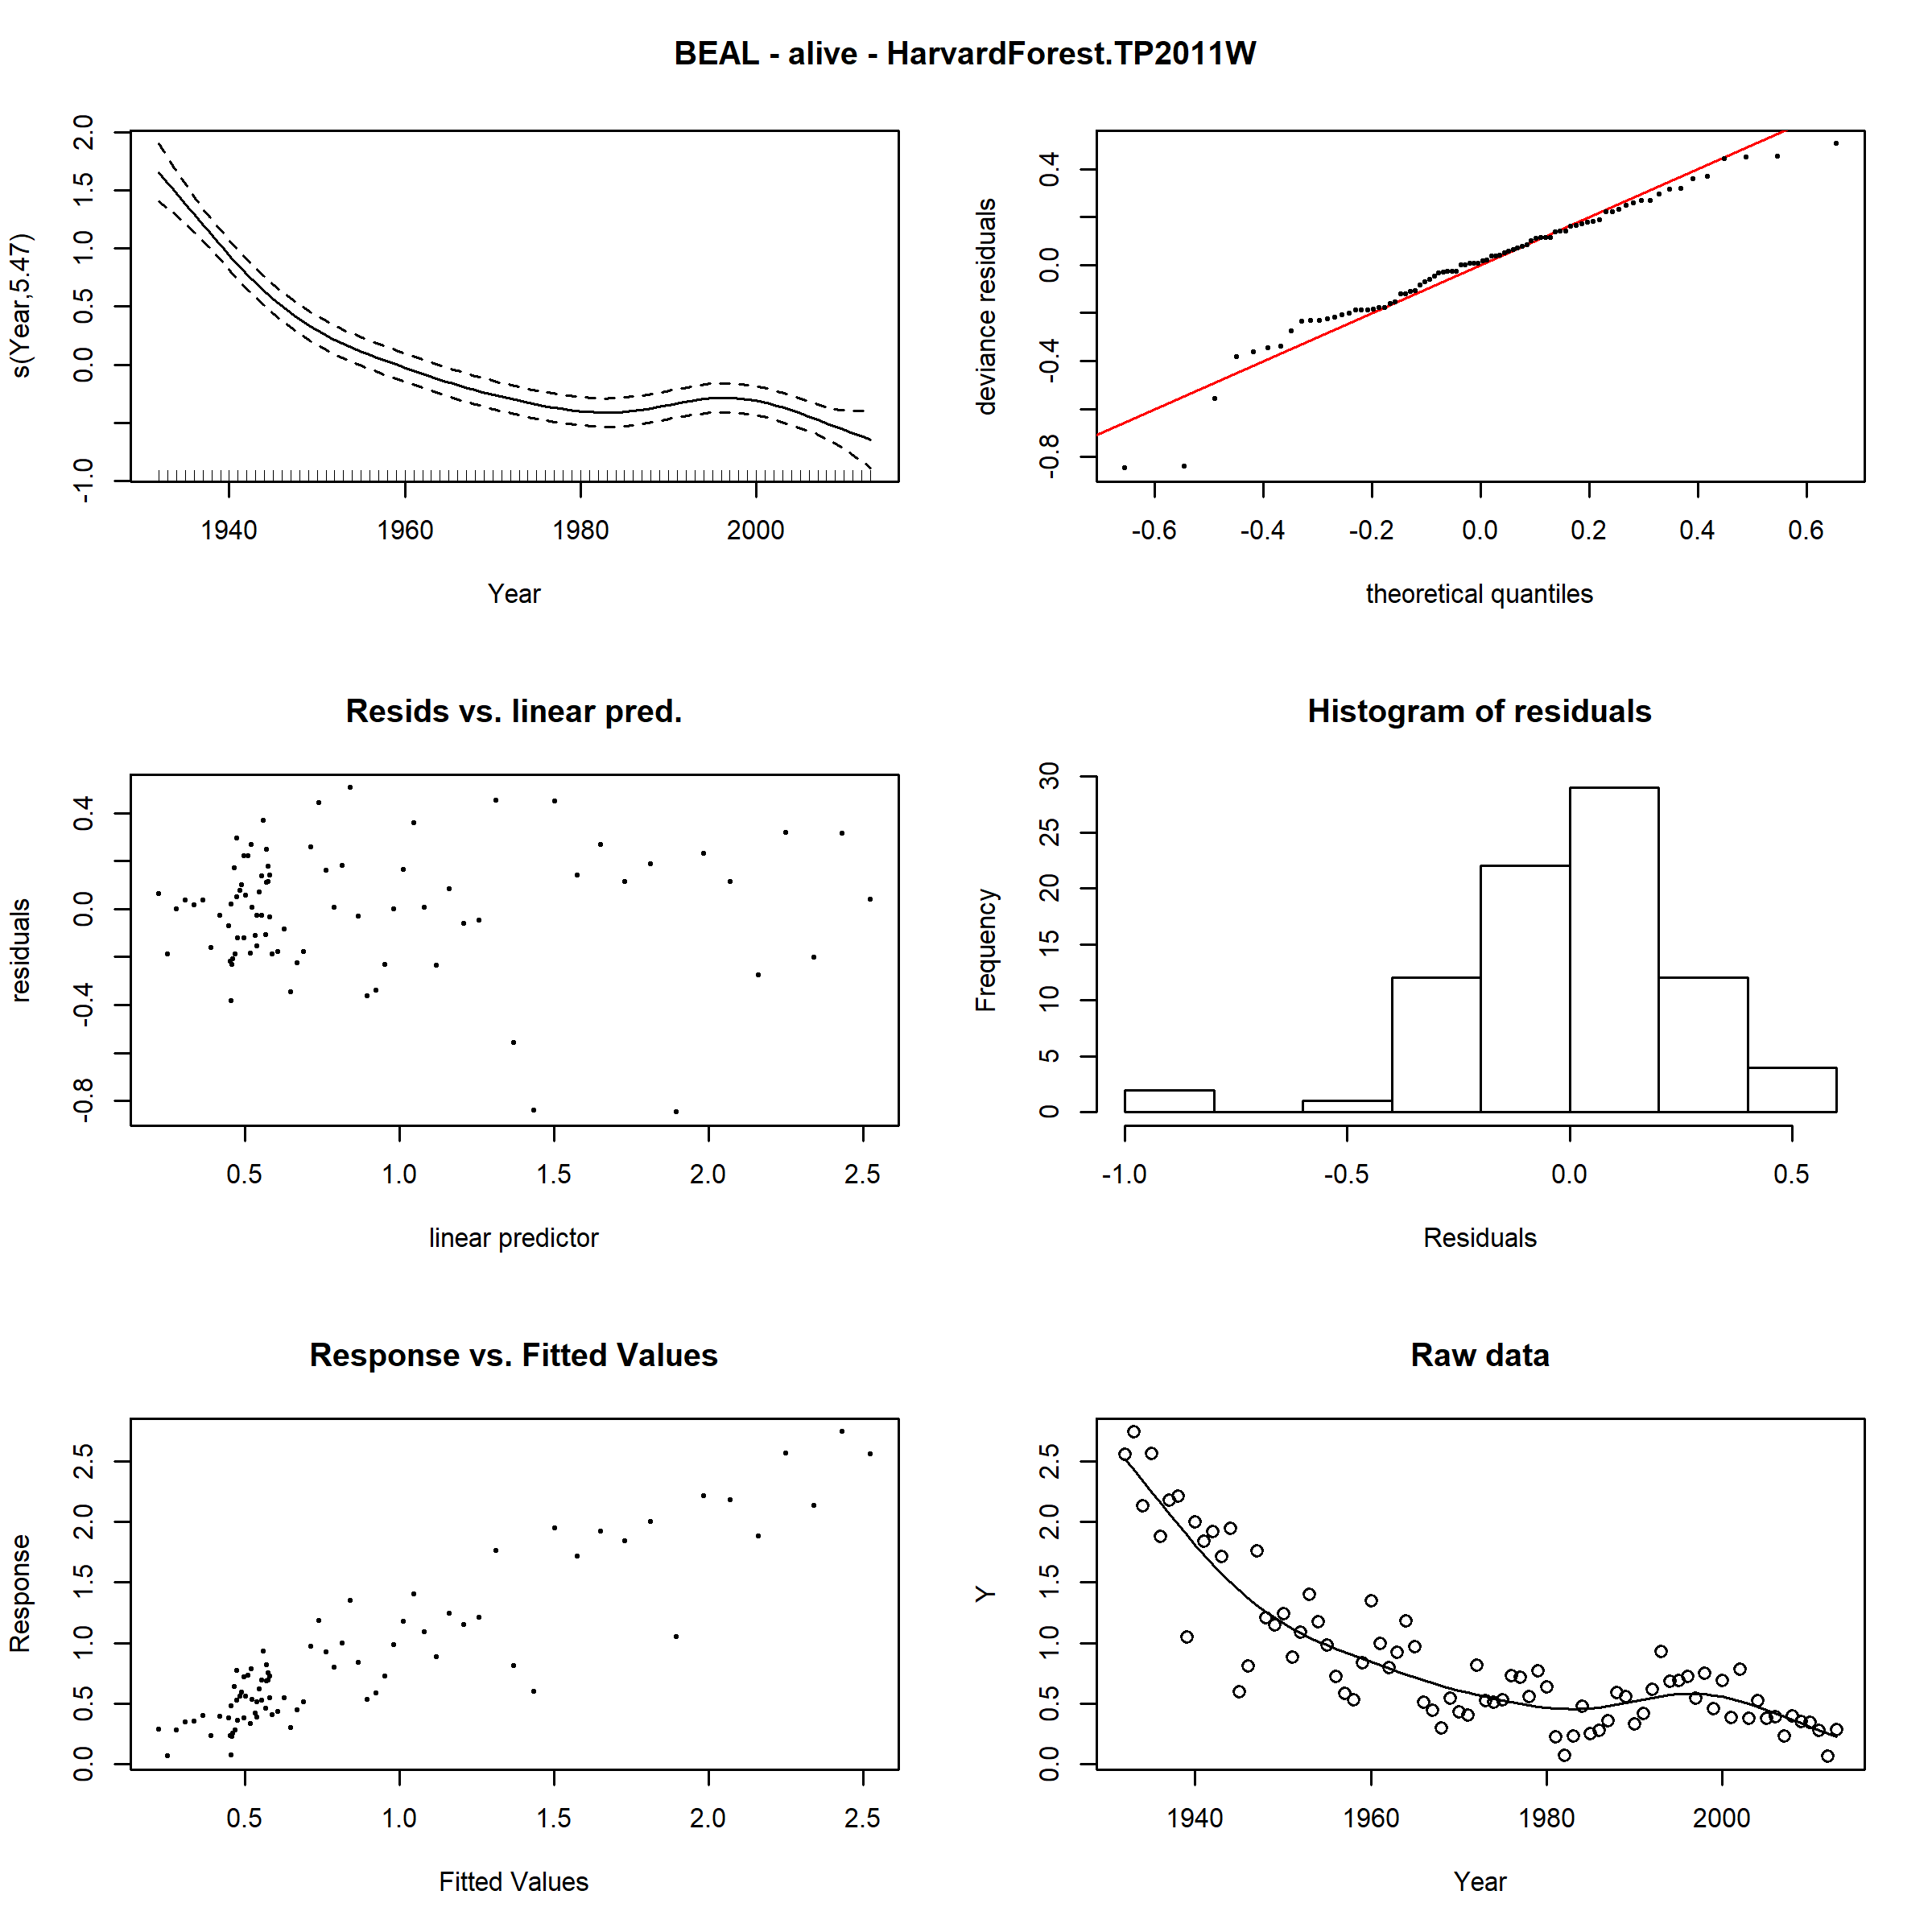 BEAL - alive - HarvardForest.TP2011W
s(Year,5.47)
-1.0 0.0 0.5 1.0 1.5 2.0
1940 1960 1980 2000
Year
deviance residuals
-0.8 -0.4 0.0 0.4
-0.6 -0.4 -0.2 0.0 0.2 0.4 0.6
theoretical quantiles
Resids vs. linear pred.
residuals
-0.8 -0.4 0.0 0.4
0.5 1.0 1.5 2.0 2.5
linear predictor
Histogram of residuals
Frequency
0 5 10 15 20 25 30
-1.0 -0.5 0.0 0.5
Residuals
Response vs. Fitted Values
Response
0.0 0.5 1.0 1.5 2.0 2.5
0.5 1.0 1.5 2.0 2.5
Fitted Values
Raw data
Y
0.0 0.5 1.0 1.5 2.0 2.5
1940 1960 1980 2000
Year